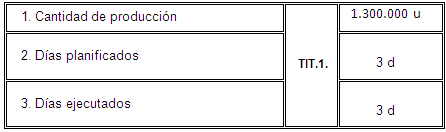 1. Cantidad de producción
1.300.000 u
2. Días planificados
TIT.1.
3 d
3. Días ejecutados
3 d